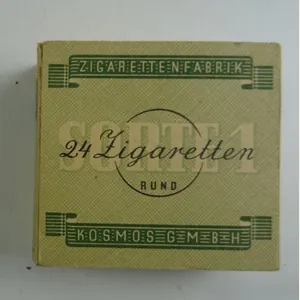 ZIGARETTENFABRIK
SORTE 1
24 Zigaretten
RUND
KOSMOS G·M·B·H